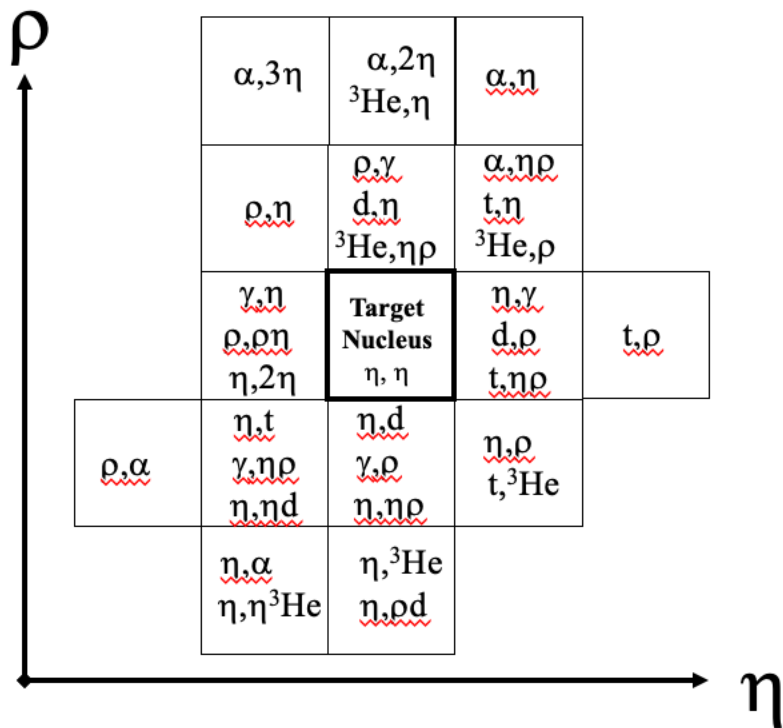 ρ
α,3η
α,2η
³He,η
α,η
ρ,η
ρ,γ
d,η
³He,ηρ
α,ηρ
t,η
³He,ρ
γ,η
ρ,ρη
η,2η
Target
Nucleus
η, η
η,γ
d,ρ
t,ηρ
t,ρ
ρ,α
η,t
γ,ηρ
η,ηd
η,d
γ,ρ
η,ηρ
η,ρ
t,³He
η,α
η,η³He
η,³He
η,ρd
η